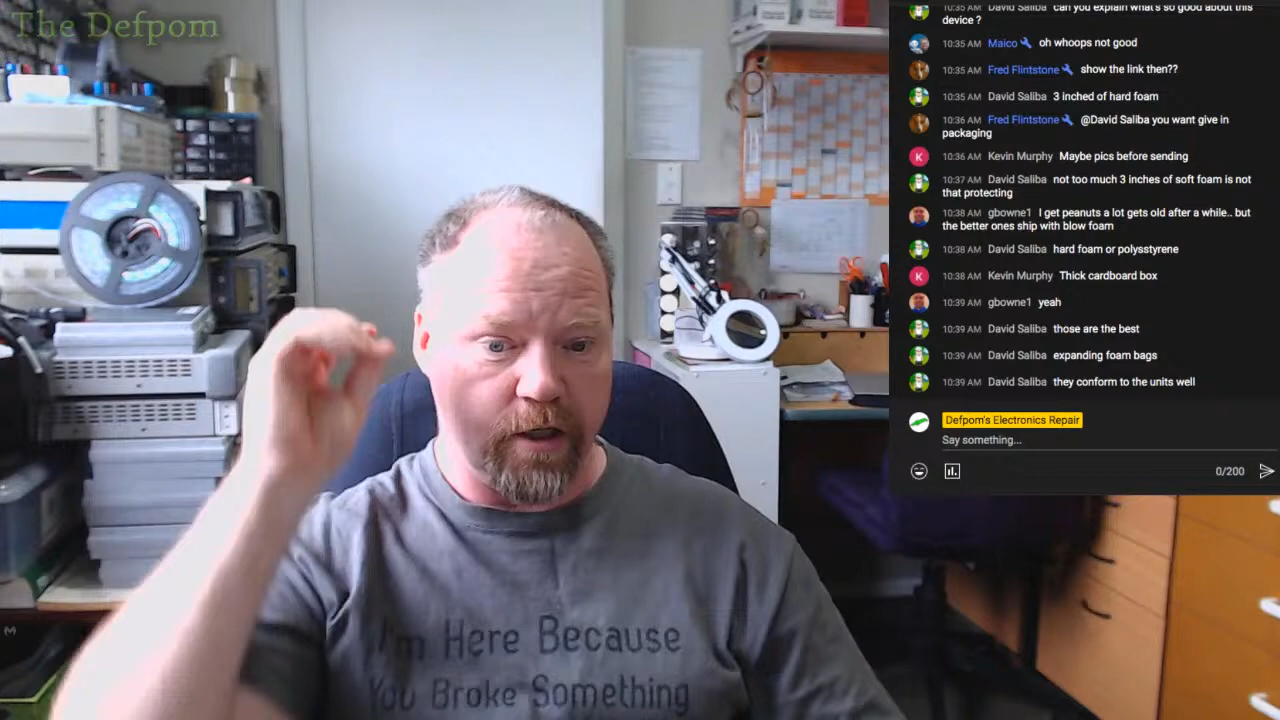 The Defpom
10:35 AM David Saliba can you explain what's so good about this
device ?
10:35 AM Maico oh whoops not good
10:35 AM Fred Flintstone show the link then??
10:35 AM David Saliba 3 inched of hard foam
10:36 AM Fred Flintstone @David Saliba you want give in
packaging
K 10:36 AM Kevin Murphy Maybe pics before sending
10:37 AM David Saliba not too much 3 inches of soft foam is not
that protecting
10:38 AM gbowne1 I get peanuts a lot gets old after a while.. but
the better ones ship with blow foam
10:38 AM David Saliba hard foam or polysstyrene
K 10:38 AM Kevin Murphy Thick cardboard box
10:39 AM gbowne1 yeah
10:39 AM David Saliba those are the best
10:39 AM David Saliba expanding foam bags
10:39 AM David Saliba they conform to the units well
Defpom's Electronics Repair
Say something...
0/200
I'm Here Because
You Broke Something